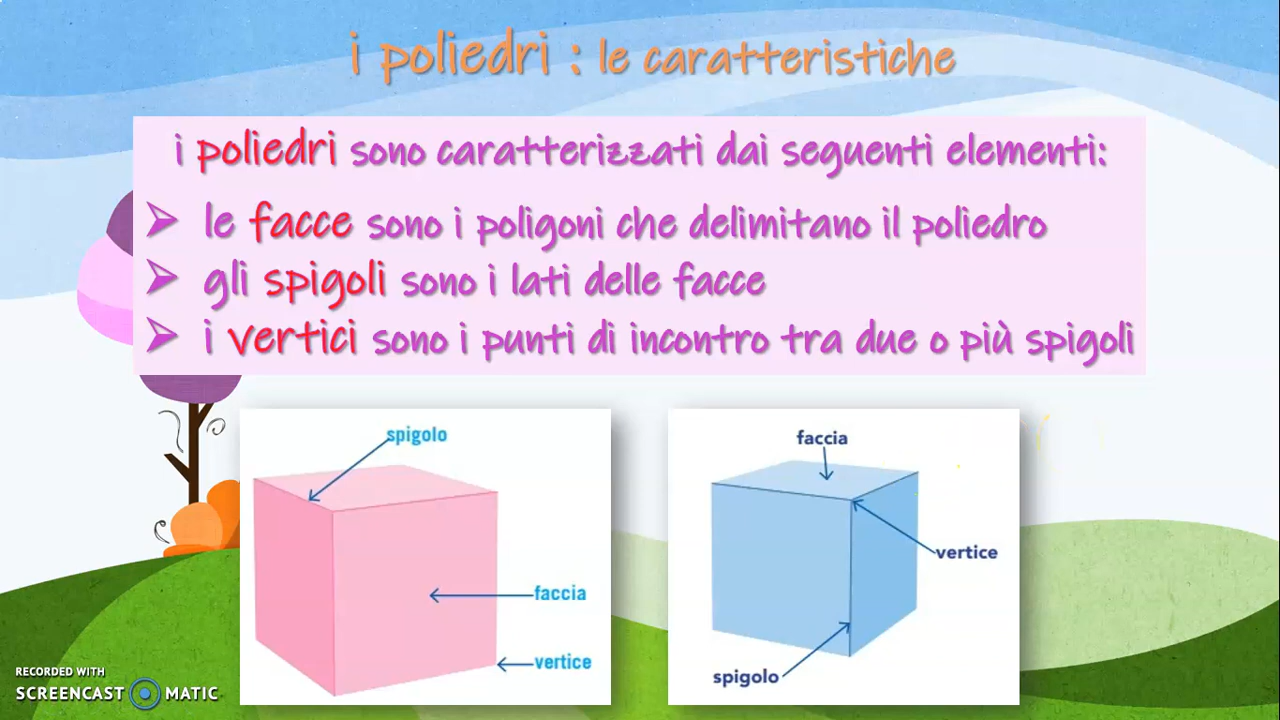 i poliedri : le caratteristiche
i poliedri sono caratterizzati dai seguenti elementi:
le facce sono i poligoni che delimitano il poliedro
gli spigoli sono i lati delle facce
i vertici sono i punti di incontro tra due o più spigoli
spigolo
faccia
vertice
faccia
vertice
spigolo
RECORDED WITH
SCREENCAST MATIC